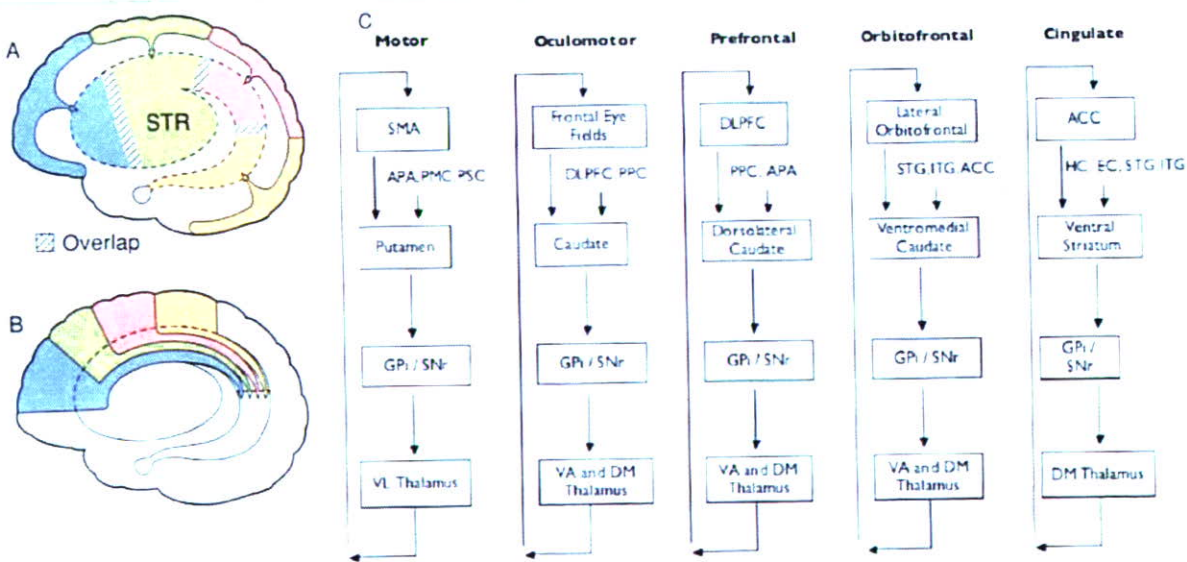 A
STR
Overlap
B
C
Motor
SMA
APA, PMC, PSC
Putamen
GPi / SNr
VL Thalamus
Oculomotor
Frontal Eye
Fields
DLPFC, PPC
Caudate
GPi / SNr
VA and DM
Thalamus
Prefrontal
DLPFC
PPC, APA
Dorsolateral
Caudate
GPi / SNr
VA and DM
Thalamus
Orbitofrontal
Lateral
Orbitofrontal
STG, ITG, ACC
Ventromedial
Caudate
GPi / SNr
VA and DM
Thalamus
Cingulate
ACC
HC, EC, STG, ITG
Ventral
Striatum
GPi /
SNr
DM Thalamus